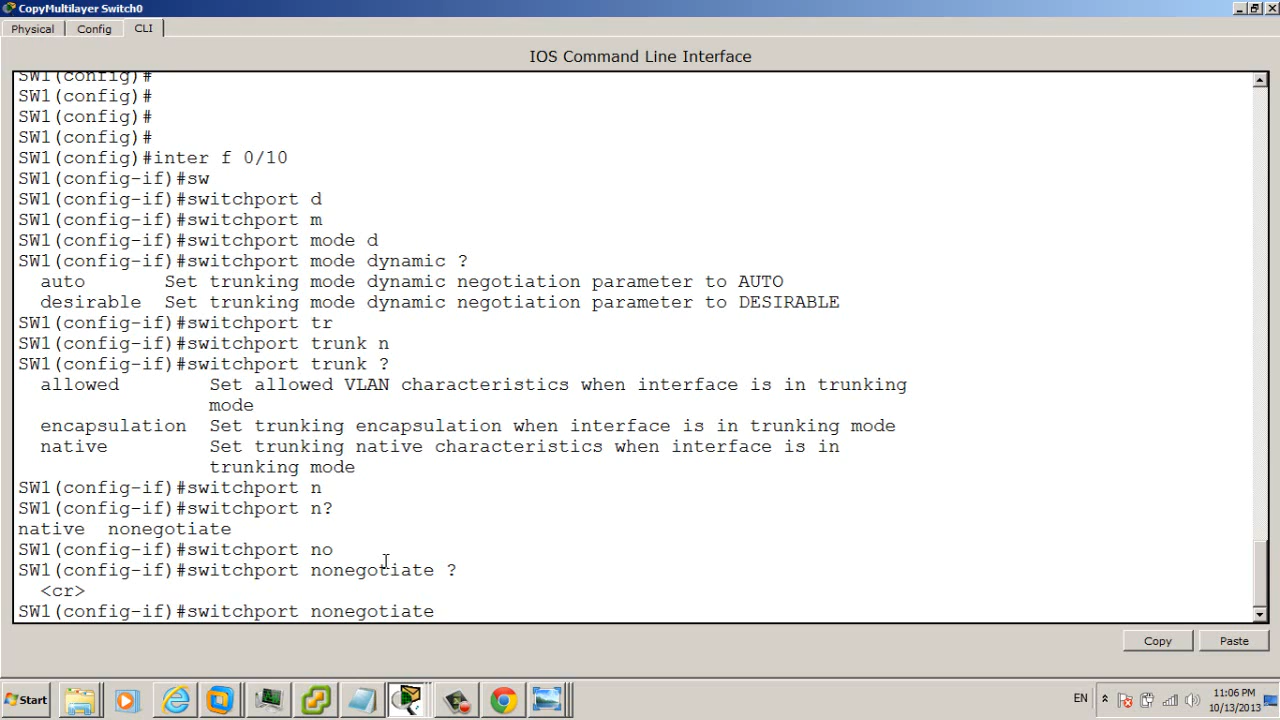 CopyMultilayer Switch0
Physical Config CLI
IOS Command Line Interface
SW1(config)#
SW1(config)#
SW1(config)#
SW1(config)#
SW1(config)#inter f 0/10
SW1(config-if)#sw
SW1(config-if)#switchport d
SW1(config-if)#switchport m
SW1(config-if)#switchport mode d
SW1(config-if)#switchport mode dynamic ?
auto Set trunking mode dynamic negotiation parameter to AUTO
desirable Set trunking mode dynamic negotiation parameter to DESIRABLE
SW1(config-if)#switchport tr
SW1(config-if)#switchport trunk n
SW1(config-if)#switchport trunk ?
allowed Set allowed VLAN characteristics when interface is in trunking
mode
encapsulation Set trunking encapsulation when interface is in trunking mode
native Set trunking native characteristics when interface is in
trunking mode
SW1(config-if)#switchport n
SW1(config-if)#switchport n?
native nonegotiate
SW1(config-if)#switchport no
SW1(config-if)#switchport nonegotiate ?
<cr>
SW1(config-if)#switchport nonegotiate
Copy Paste
Start EN 11:06 PM
10/13/2013